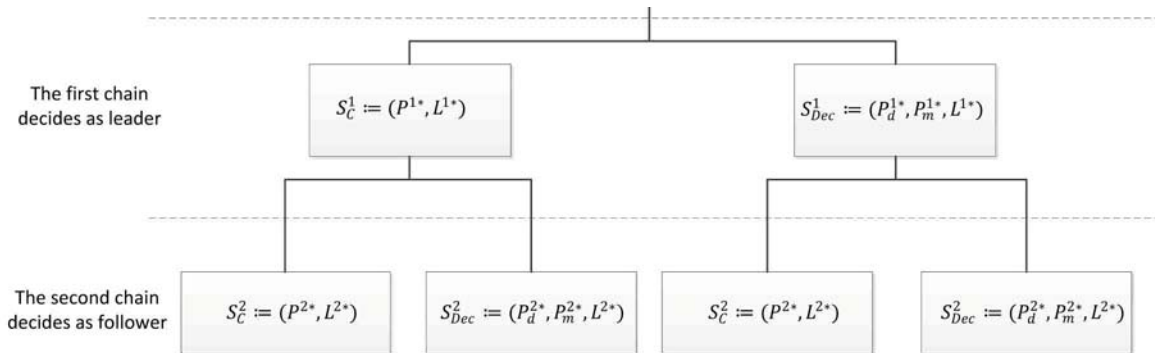 The first chain
decides as leader
S_C^1 ≔ (P^{1*}, L^{1*})
S_{Dec}^1 ≔ (P_d^{1*}, P_m^{1*}, L^{1*})
The second chain
decides as follower
S_C^2 ≔ (P^{2*}, L^{2*})
S_{Dec}^2 ≔ (P_d^{2*}, P_m^{2*}, L^{2*})
S_C^2 ≔ (P^{2*}, L^{2*})
S_{Dec}^2 ≔ (P_d^{2*}, P_m^{2*}, L^{2*})